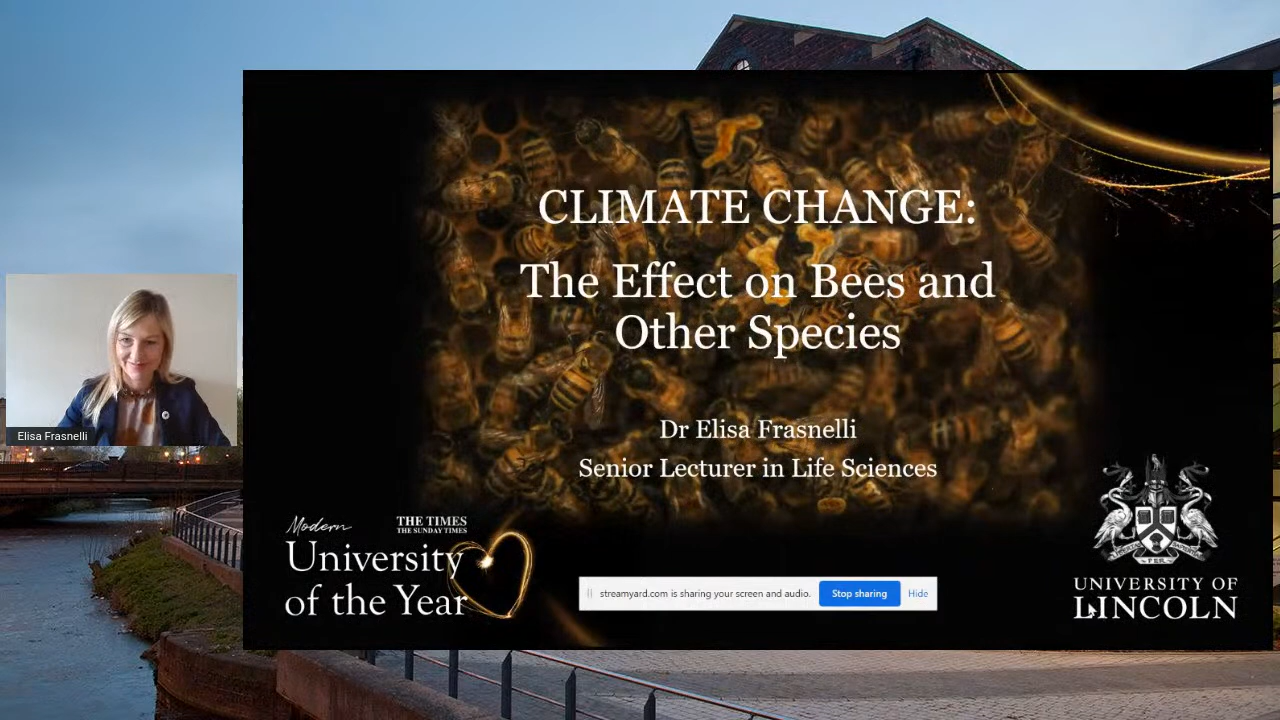 CLIMATE CHANGE:
The Effect on Bees and
Other Species
Dr Elisa Frasnelli
Senior Lecturer in Life Sciences
Elisa Frasnelli
Modern
THE TIMES
THE SUNDAY TIMES
University
of the Year
streamyard.com is sharing your screen and audio.
Stop sharing
Hide
UNIVERSITY OF
LINCOLN